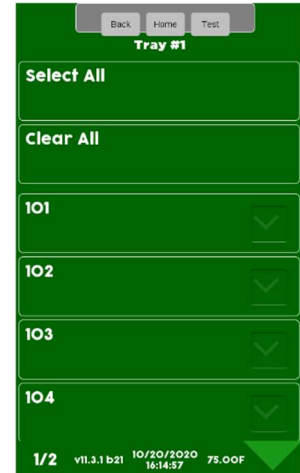 Back Home Test
Tray #1
Select All
Clear All
101
102
103
104
1/2 v11.3.1 b21 10/20/2020 75.00F
16:14:57